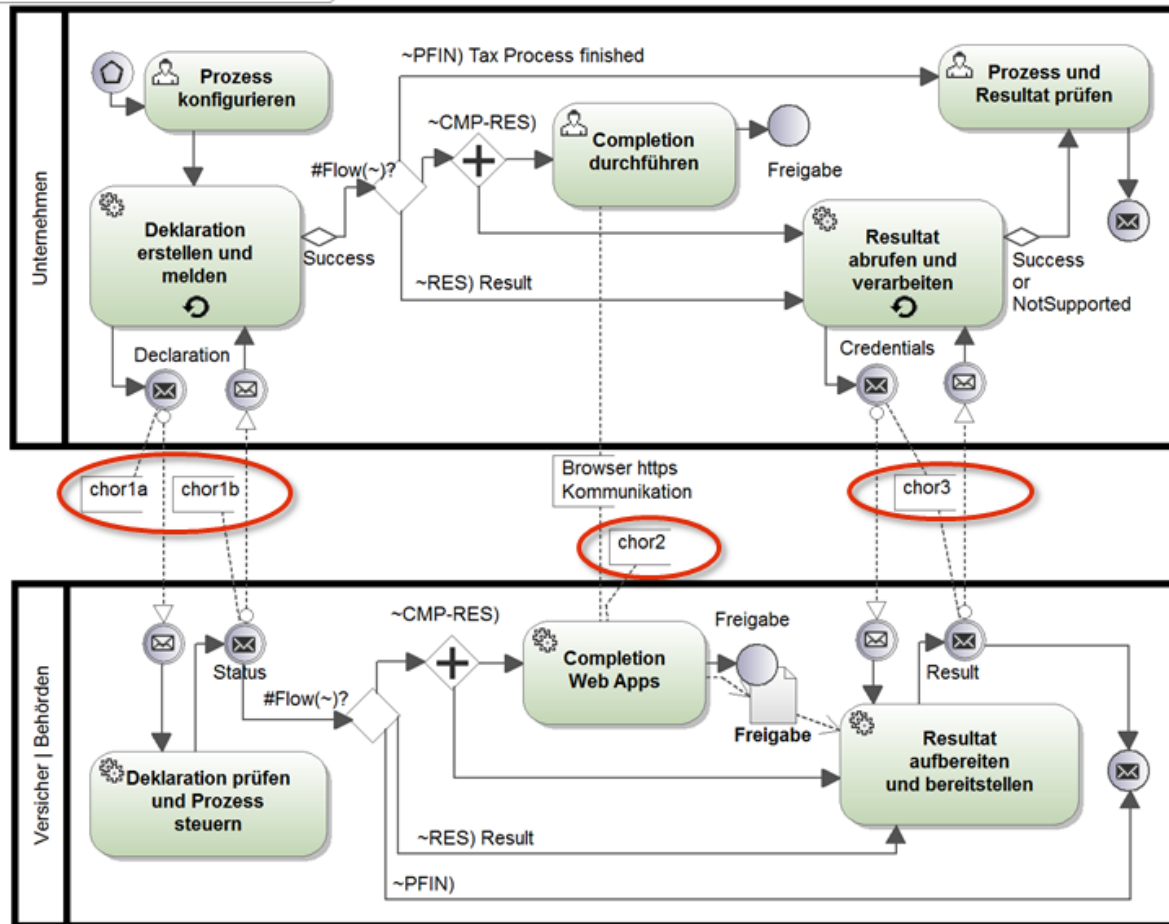 Unternehmen
Prozess
konfigurieren
~PFIN) Tax Process finished
Prozess und
Resultat prüfen
~CMP-RES)
Completion
durchführen
Freigabe
#Flow(~)?
Deklaration
erstellen und
melden
Success
Resultat
abrufen und
verarbeiten
Success
or
NotSupported
~RES) Result
Declaration
Credentials
chor1a
chor1b
Browser https
Kommunikation
chor2
chor3
Versicher | Behörden
~CMP-RES)
Freigabe
Status
Completion
Web Apps
Result
#Flow(~)?
Freigabe
Deklaration prüfen
und Prozess
steuern
Resultat
aufbereiten
und bereitstellen
~RES) Result
~PFIN)